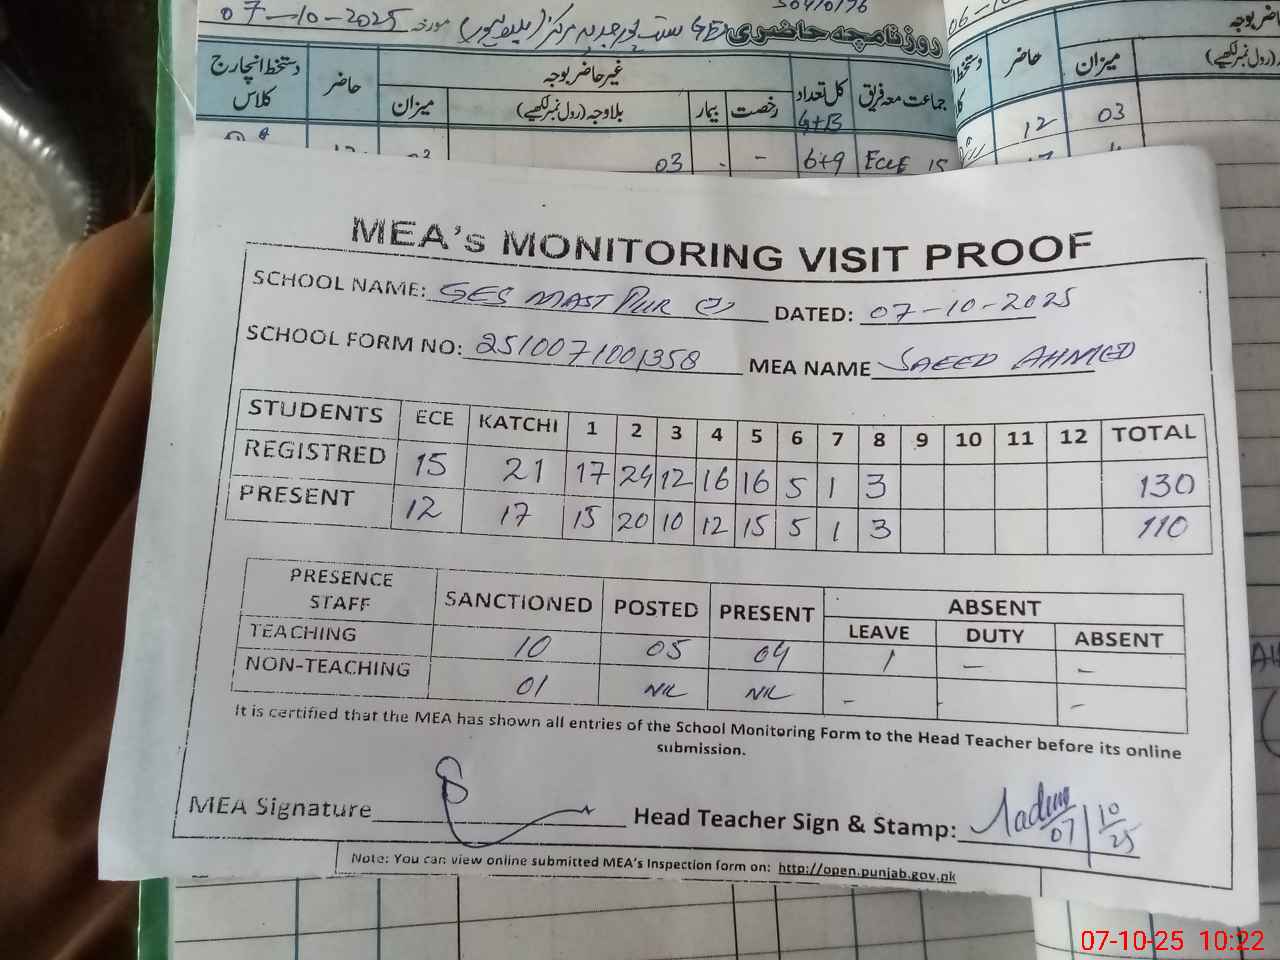 07-10-2025
روزنامچہ حاضری
مورخہ
دستخط انچارج کلاس
حاضر
غیر حاضر بوجہ
میزان
بلاوجہ (رول نمبر لکھیے)
بیمار
رخصت
کل تعداد
G+B
جماعت معہ فریق
03
-
6+9
ECCE 15
حاضر
میزان
(رول نمبر لکھیے)
12
03
MEA's MONITORING VISIT PROOF
SCHOOL NAME: GES MAST PUR DATED: 07-10-2025
SCHOOL FORM NO: 2510071001358 MEA NAME SAEED AHMED
STUDENTS ECE KATCHI 1 2 3 4 5 6 7 8 9 10 11 12 TOTAL
REGISTRED 15 21 17 24 12 16 16 5 1 3 130
PRESENT 12 17 15 20 10 12 15 5 1 3 110
PRESENCE STAFF SANCTIONED POSTED PRESENT ABSENT
LEAVE DUTY ABSENT
TEACHING 10 05 04 1 - -
NON-TEACHING 01 NIL NIL - - -
It is certified that the MEA has shown all entries of the School Monitoring Form to the Head Teacher before its online
submission.
MEA Signature Head Teacher Sign & Stamp:
07/10/25
Note: You can view online submitted MEA's Inspection form on: http://open.punjab.gov.pk
07-10-25 10:22